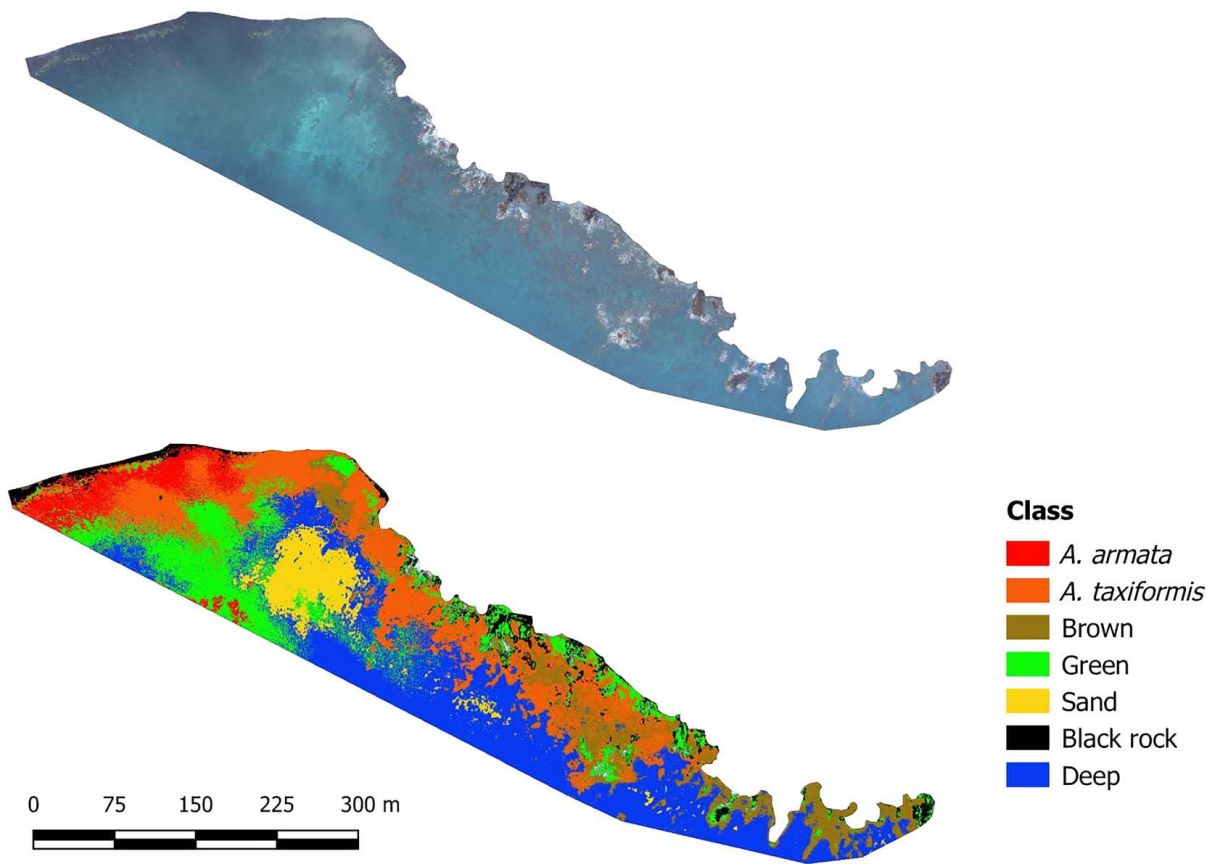 Class
A. armata
A. taxiformis
Brown
Green
Sand
Black rock
Deep
0 75 150 225 300 m